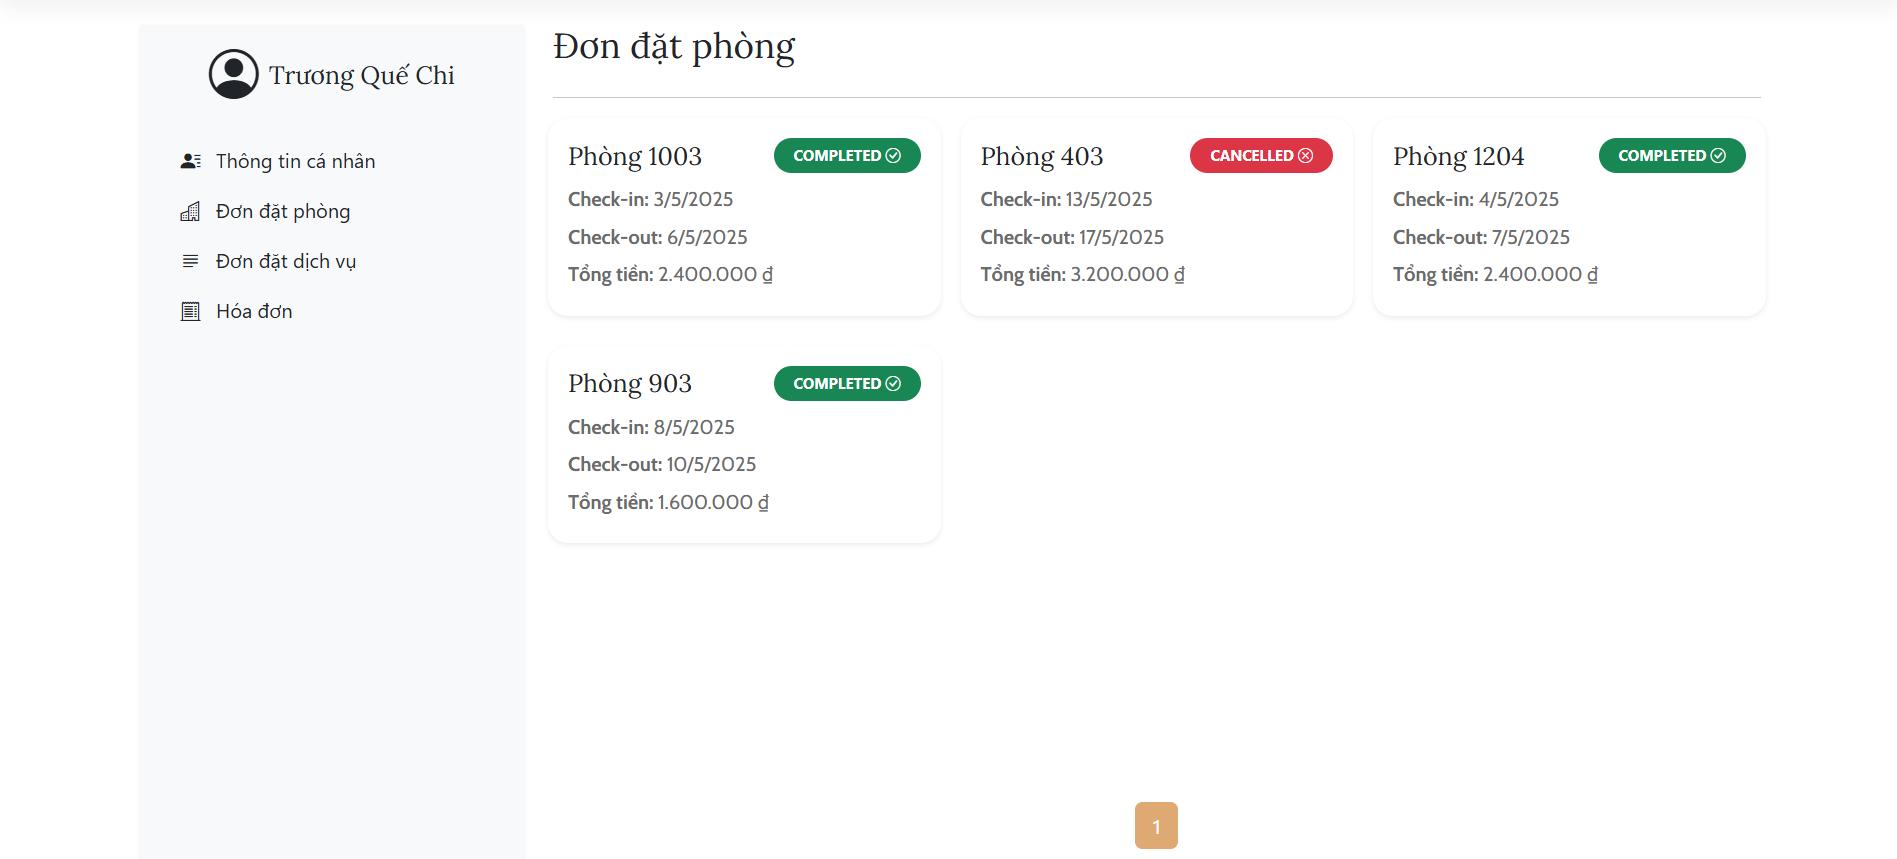 Trương Quế Chi
Thông tin cá nhân
Đơn đặt phòng
Đơn đặt dịch vụ
Hóa đơn
Đơn đặt phòng
Phòng 1003
COMPLETED
Check-in: 3/5/2025
Check-out: 6/5/2025
Tổng tiền: 2.400.000 ₫
Phòng 403
CANCELLED
Check-in: 13/5/2025
Check-out: 17/5/2025
Tổng tiền: 3.200.000 ₫
Phòng 1204
COMPLETED
Check-in: 4/5/2025
Check-out: 7/5/2025
Tổng tiền: 2.400.000 ₫
Phòng 903
COMPLETED
Check-in: 8/5/2025
Check-out: 10/5/2025
Tổng tiền: 1.600.000 ₫
1